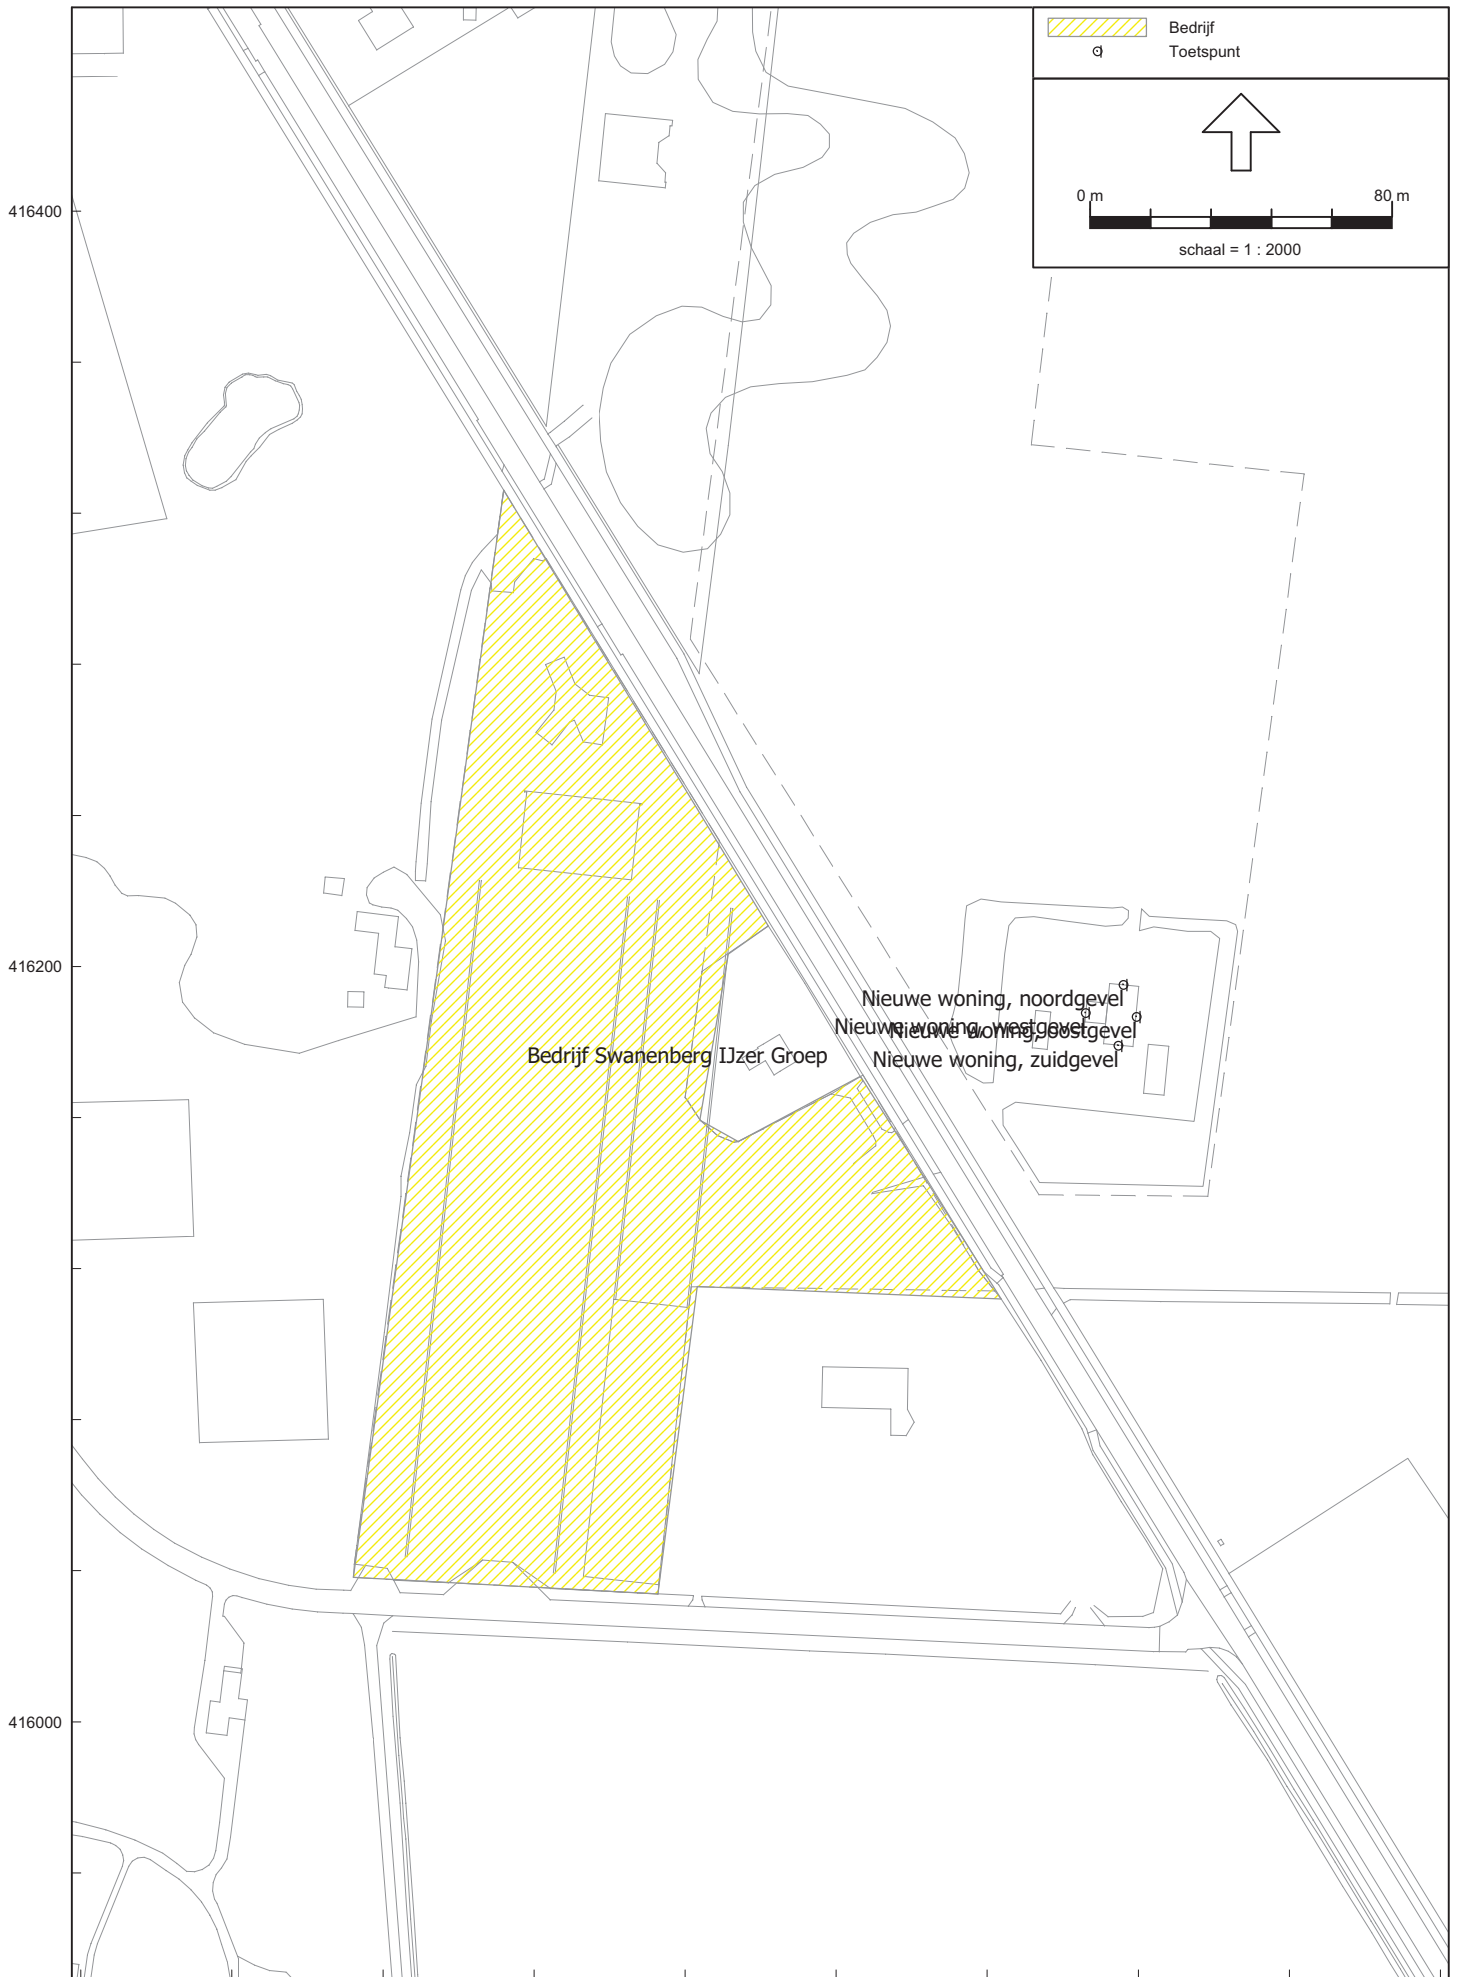 Bedrijf
Toetspunt
0 m 80 m
schaal = 1 : 2000
416400
416200
Nieuwe woning, noordgevel
Nieuwe woning, westgevel
Nieuwe woning, oostgevel
Bedrijf Swanenberg IJzer Groep
Nieuwe woning, zuidgevel
416000